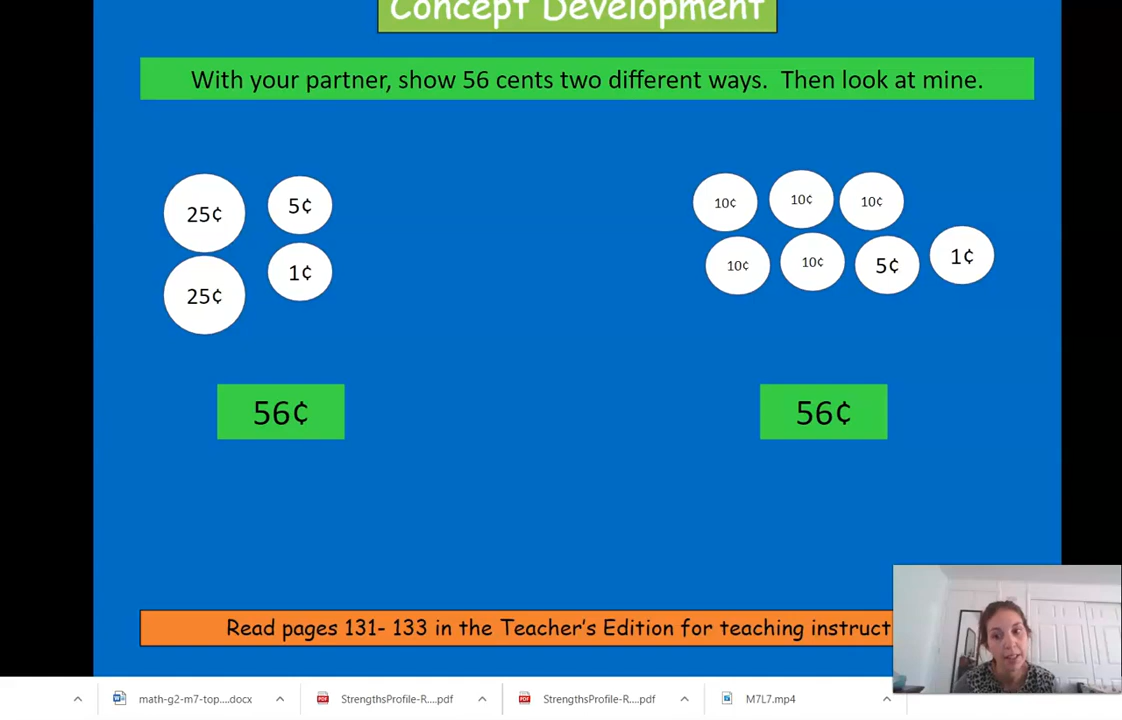 Concept Development
With your partner, show 56 cents two different ways. Then look at mine.
25¢ 5¢
25¢ 1¢
10¢ 10¢ 10¢
10¢ 10¢ 5¢ 1¢
56¢ 56¢
Read pages 131- 133 in the Teacher's Edition for teaching instruct
math-g2-m7-top....docx StrengthsProfile-R....pdf StrengthsProfile-R....pdf M7L7.mp4